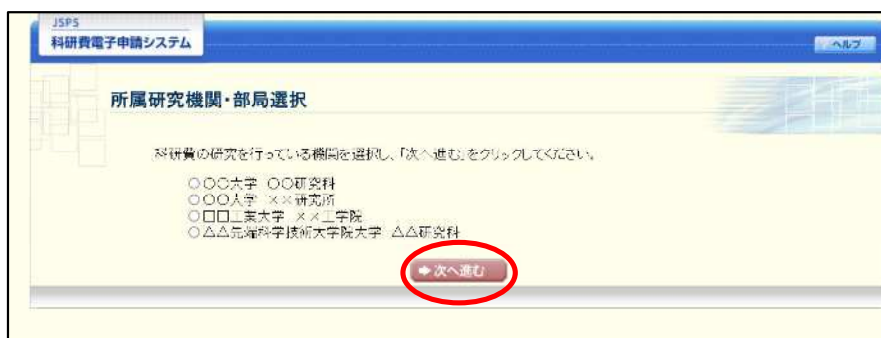 JSPS
科研費電子申請システム
ヘルプ
所属研究機関・部局選択
科研費の研究を行っている機関を選択し、「次へ進む」をクリックしてください。
○○大学 ○○研究科
○○大学 ××研究所
□□工業大学 ××工学院
△△先端科学技術大学院大学 △△研究科
次へ進む